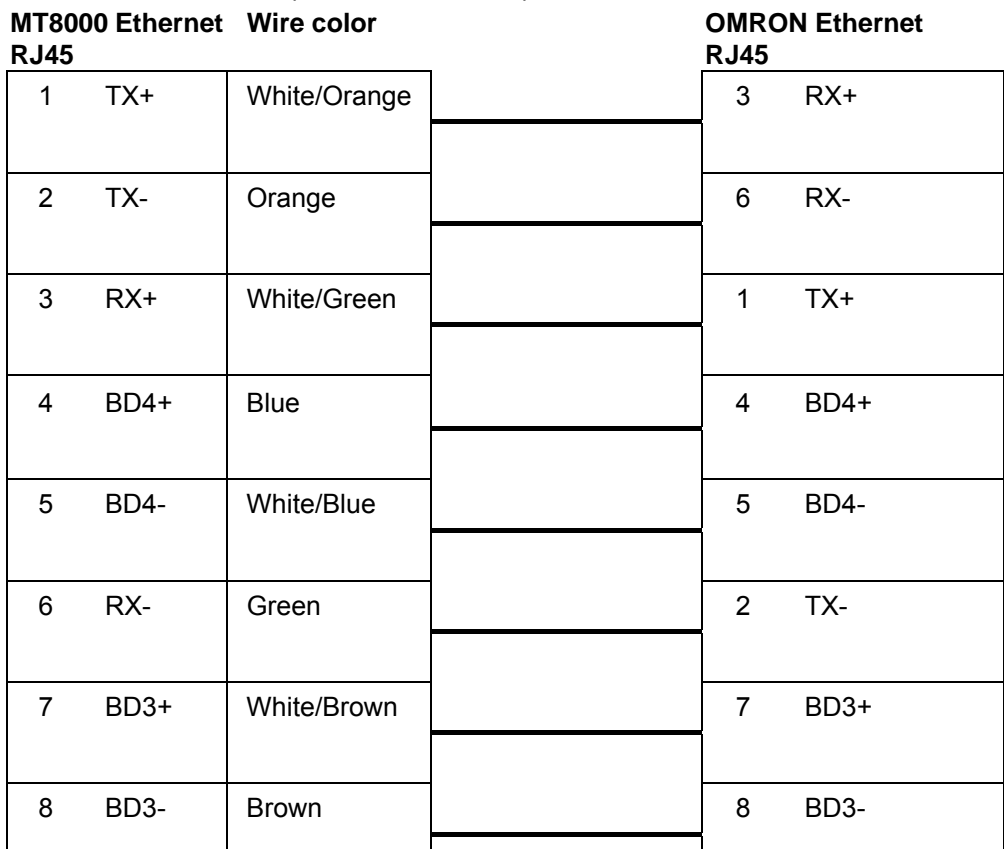 MT8000 Ethernet RJ45 Wire color OMRON Ethernet RJ45
1 TX+ White/Orange 3 RX+
2 TX- Orange 6 RX-
3 RX+ White/Green 1 TX+
4 BD4+ Blue 4 BD4+
5 BD4- White/Blue 5 BD4-
6 RX- Green 2 TX-
7 BD3+ White/Brown 7 BD3+
8 BD3- Brown 8 BD3-